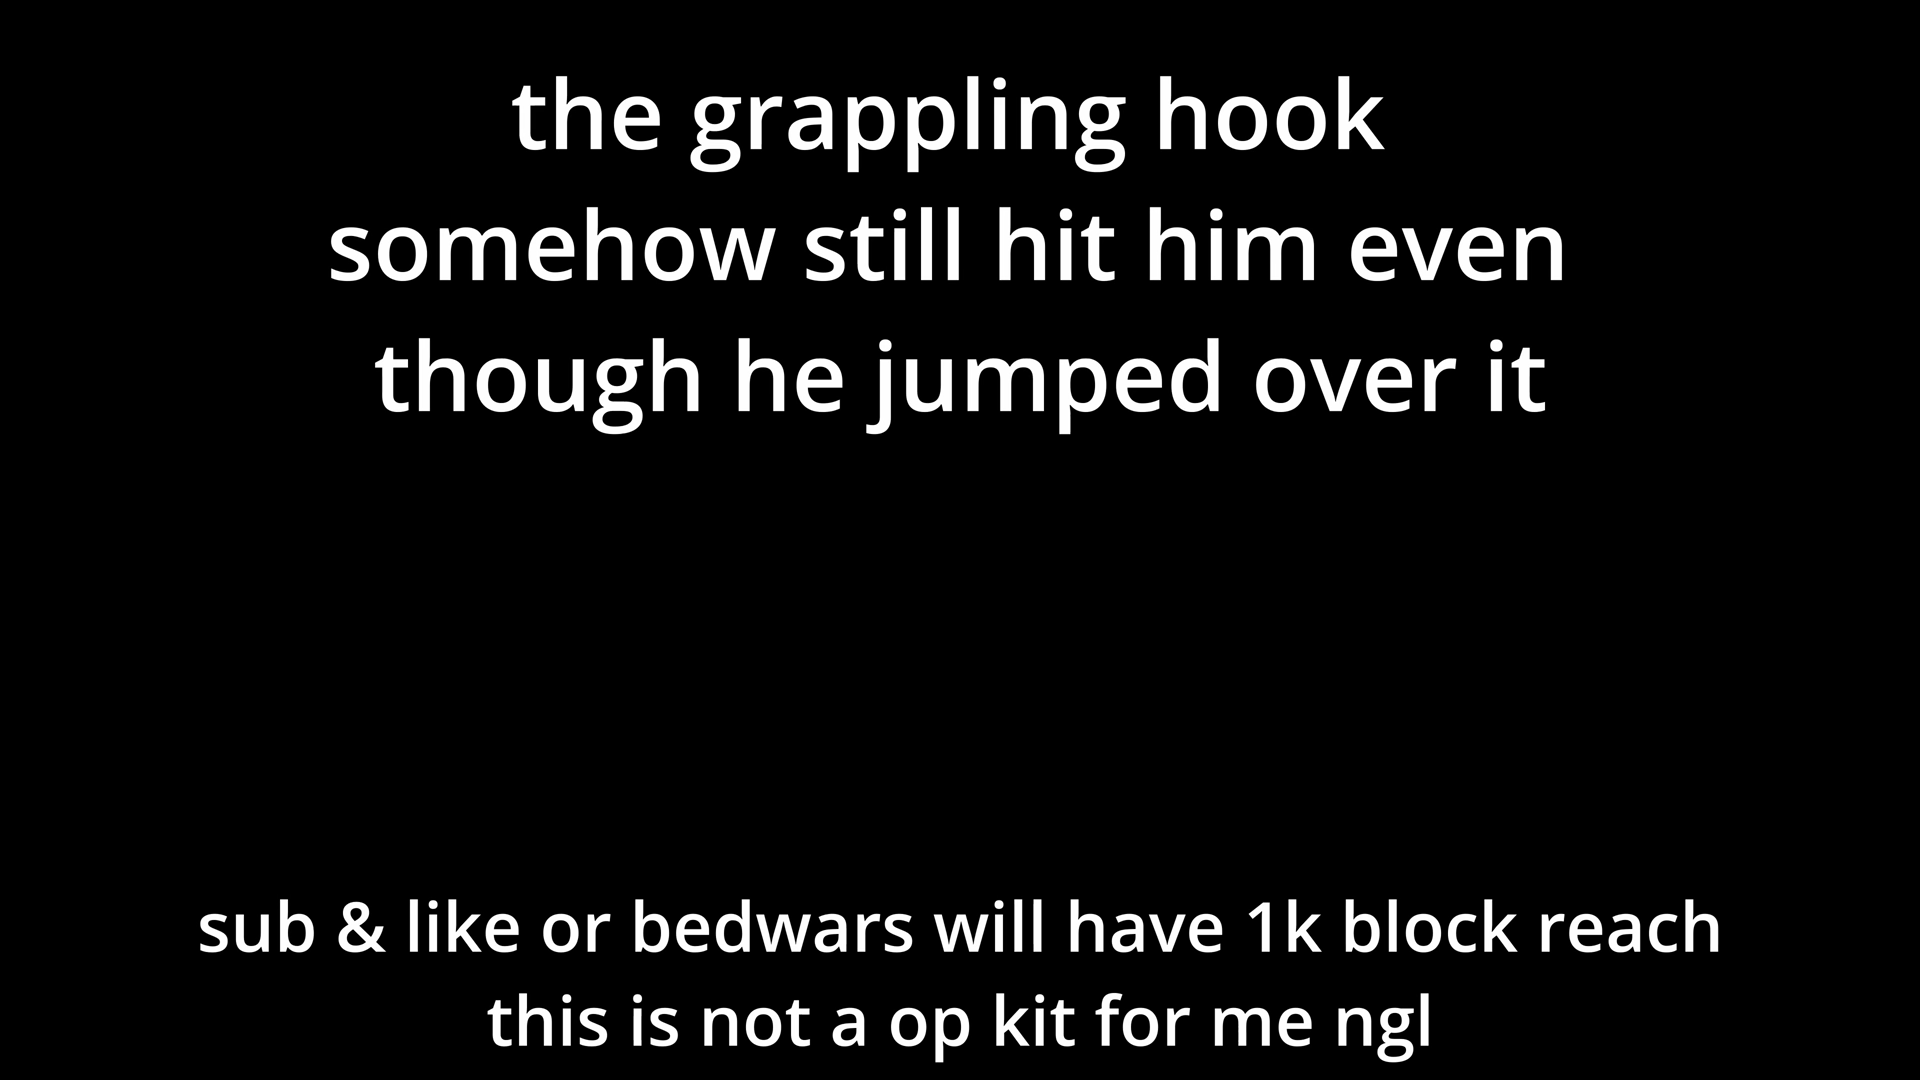 the grappling hook
somehow still hit him even
though he jumped over it
sub & like or bedwars will have 1k block reach
this is not a op kit for me ngl